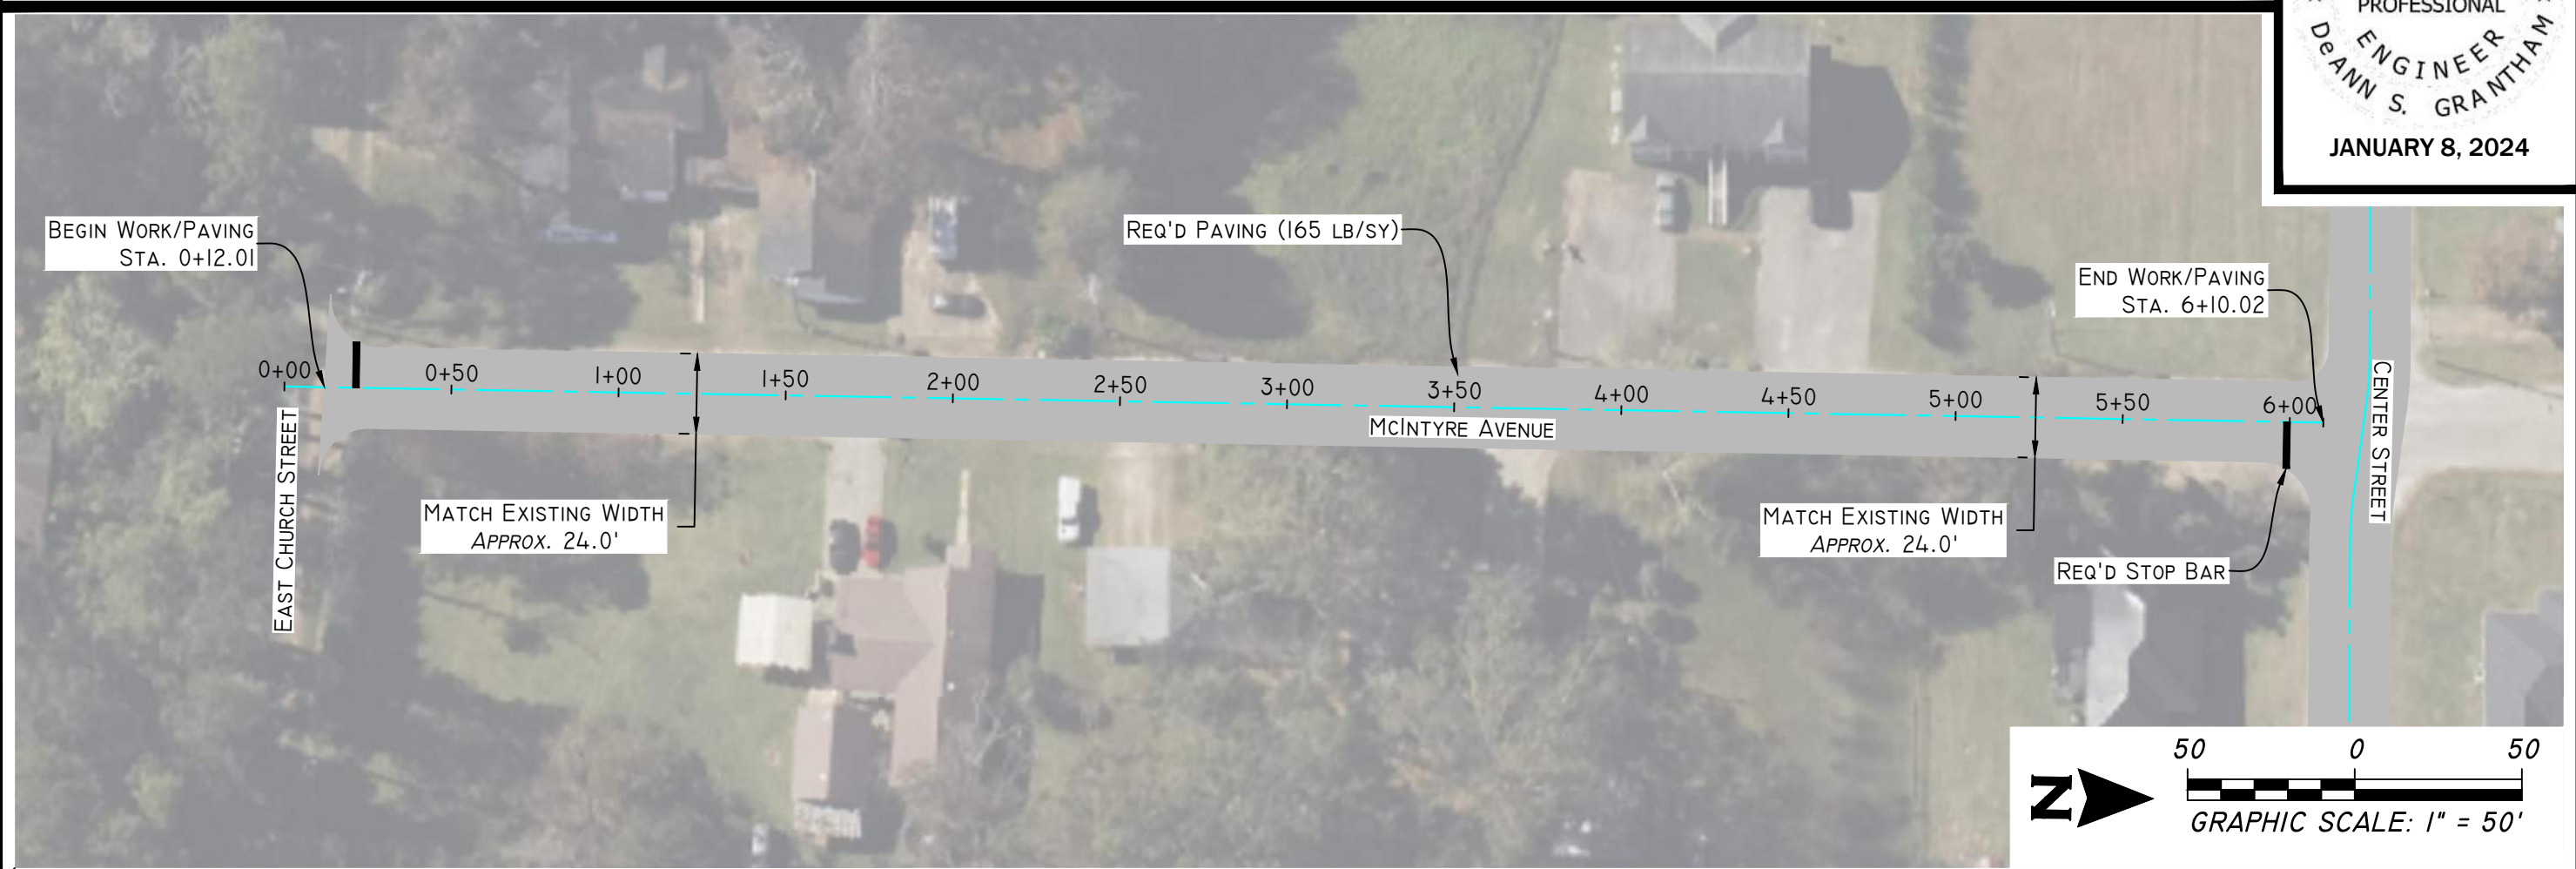 PROFESSIONAL
ENGINEER
DeANN S. GRANTHAM
JANUARY 8, 2024
BEGIN WORK/PAVING
STA. 0+12.01
REQ'D PAVING (165 LB/SY)
END WORK/PAVING
STA. 6+10.02
0+00
0+50
1+00
1+50
2+00
2+50
3+00
3+50
4+00
4+50
5+00
5+50
6+00
MCINTYRE AVENUE
EAST CHURCH STREET
CENTER STREET
MATCH EXISTING WIDTH
APPROX. 24.0'
MATCH EXISTING WIDTH
APPROX. 24.0'
REQ'D STOP BAR
N
50 0 50
GRAPHIC SCALE: 1" = 50'